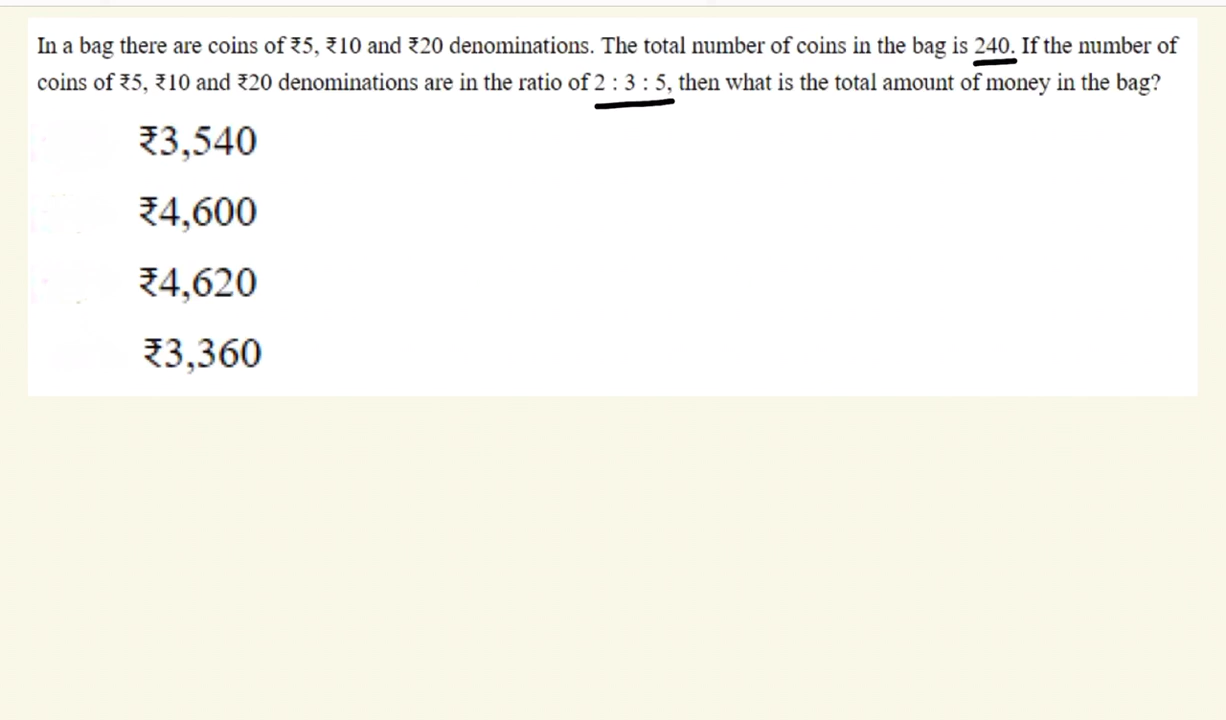 In a bag there are coins of ₹5, ₹10 and ₹20 denominations. The total number of coins in the bag is 240. If the number of
coins of ₹5, ₹10 and ₹20 denominations are in the ratio of 2 : 3 : 5, then what is the total amount of money in the bag?
₹3,540
₹4,600
₹4,620
₹3,360